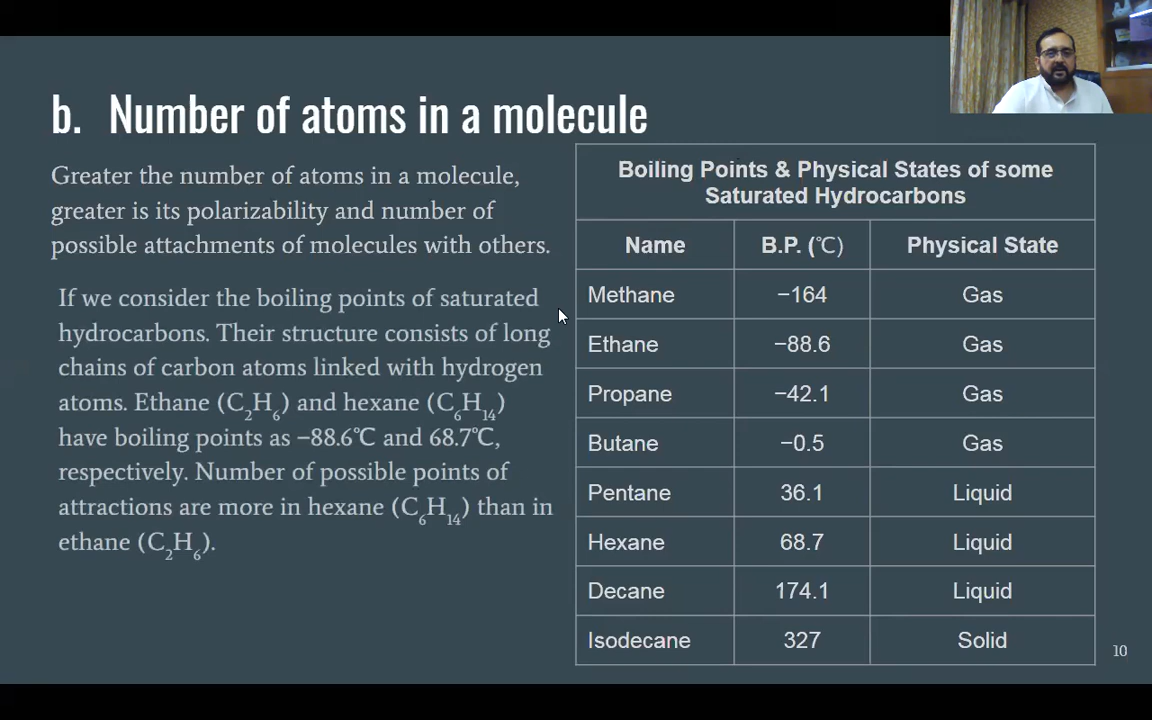 b. Number of atoms in a molecule
Greater the number of atoms in a molecule,
greater is its polarizability and number of
possible attachments of molecules with others.
If we consider the boiling points of saturated
hydrocarbons. Their structure consists of long
chains of carbon atoms linked with hydrogen
atoms. Ethane (C₂H₆) and hexane (C₆H₁₄)
have boiling points as −88.6℃ and 68.7℃,
respectively. Number of possible points of
attractions are more in hexane (C₆H₁₄) than in
ethane (C₂H₆).
Boiling Points & Physical States of some
Saturated Hydrocarbons
Name B.P. (℃) Physical State
Methane −164 Gas
Ethane −88.6 Gas
Propane −42.1 Gas
Butane −0.5 Gas
Pentane 36.1 Liquid
Hexane 68.7 Liquid
Decane 174.1 Liquid
Isodecane 327 Solid
10